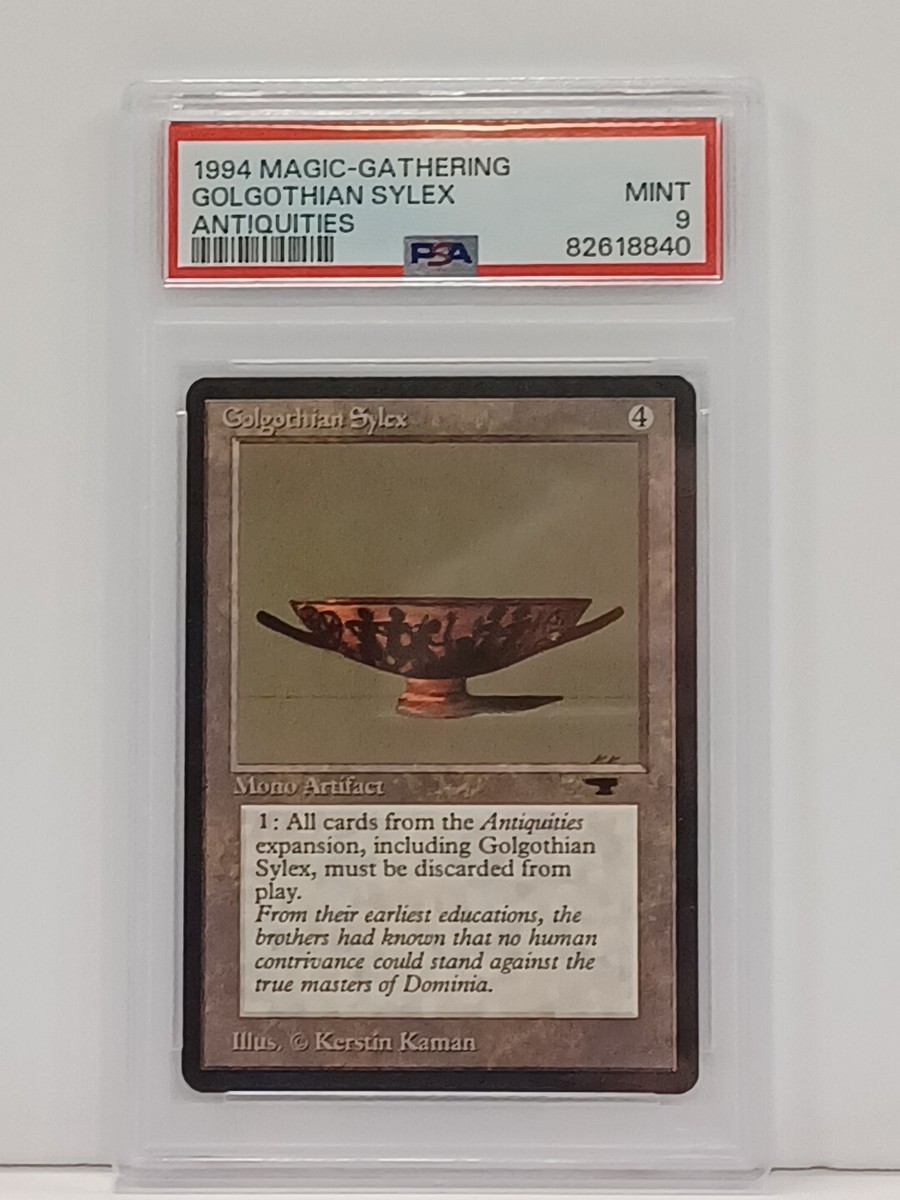 1994 MAGIC-GATHERING
GOLGOTHIAN SYLEX MINT
ANTIQUITIES 9
PSA 82618840
Golgothian Sylex 4
KK
Mono Artifact
1: All cards from the Antiquities
expansion, including Golgothian
Sylex, must be discarded from
play.
From their earliest educations, the
brothers had known that no human
contrivance could stand against the
true masters of Dominia.
Illus. © Kerstin Kaman